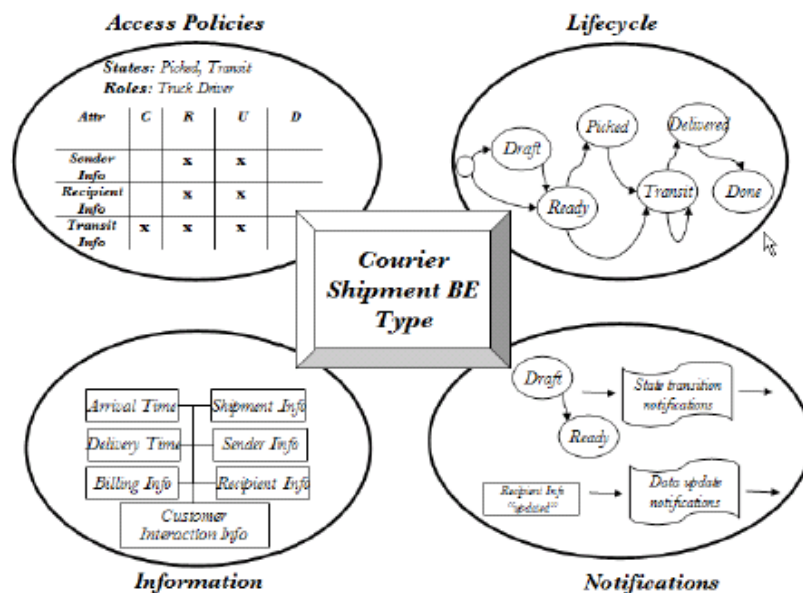 Access Policies
States: Picked, Transit
Roles: Truck Driver
Attr C R U D
Sender
Info x x
Recipient
Info x x
Transit
Info x x x
Lifecycle
Draft
Picked
Delivered
Ready
Transit
Done
Courier
Shipment BE
Type
Arrival Time
Shipment Info
Delivery Time
Sender Info
Billing Info
Recipient Info
Customer
Interaction Info
Information
Draft
Ready
State transition
notifications
Recipient Info
"updated"
Data update
notifications
Notifications